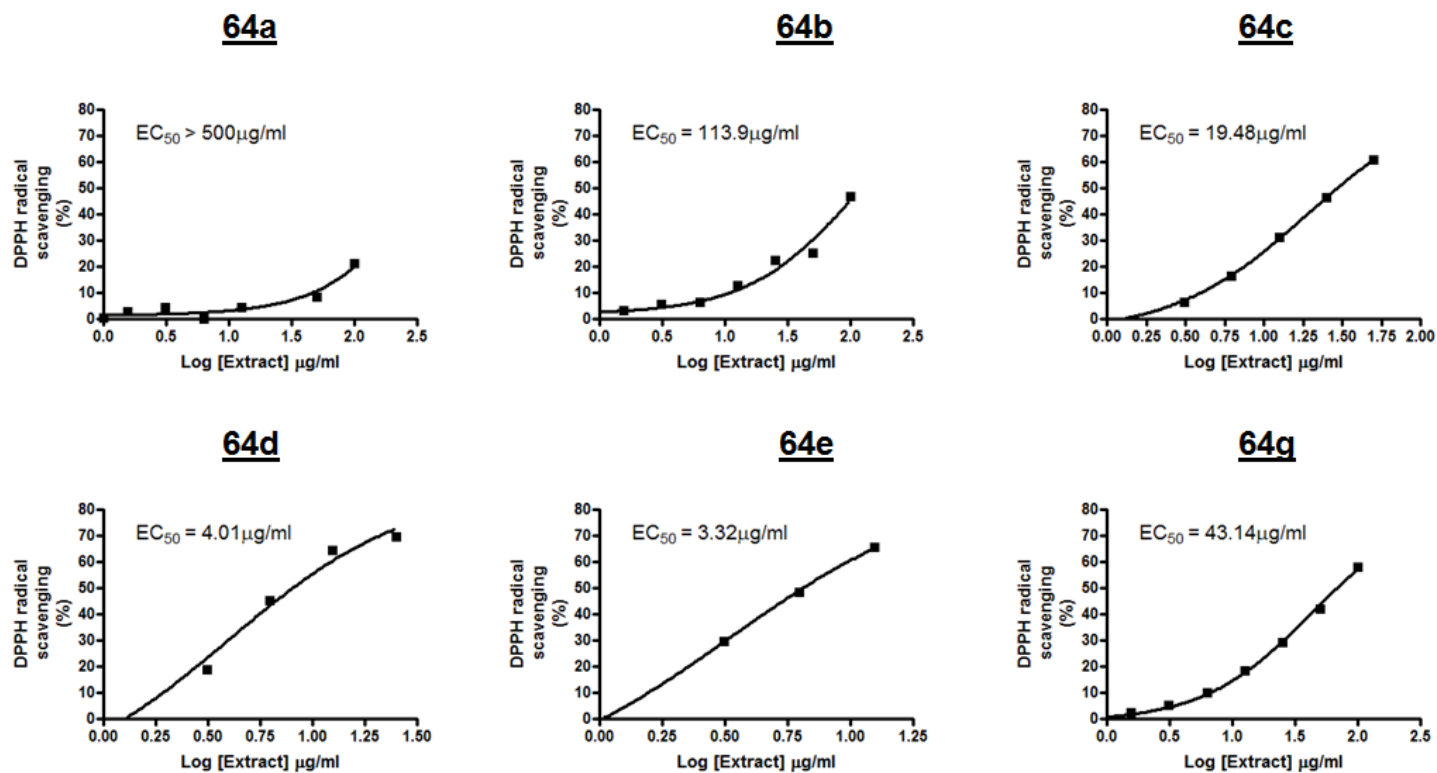 64a
EC50 > 500µg/ml
80
70
60
50
40
30
20
10
0
DPPH radical
scavenging
(%)
0.0 0.5 1.0 1.5 2.0 2.5
Log [Extract] µg/ml
64b
EC50 = 113.9µg/ml
80
70
60
50
40
30
20
10
0
DPPH radical
scavenging
(%)
0.0 0.5 1.0 1.5 2.0 2.5
Log [Extract] µg/ml
64c
EC50 = 19.48µg/ml
80
70
60
50
40
30
20
10
0
DPPH radical
scavenging
(%)
0.00 0.25 0.50 0.75 1.00 1.25 1.50 1.75 2.00
Log [Extract] µg/ml
64d
EC50 = 4.01µg/ml
80
70
60
50
40
30
20
10
0
DPPH radical
scavenging
(%)
0.00 0.25 0.50 0.75 1.00 1.25 1.50
Log [Extract] µg/ml
64e
EC50 = 3.32µg/ml
80
70
60
50
40
30
20
10
0
DPPH radical
scavenging
(%)
0.00 0.25 0.50 0.75 1.00 1.25
Log [Extract] µg/ml
64g
EC50 = 43.14µg/ml
80
70
60
50
40
30
20
10
0
DPPH radical
scavenging
(%)
0.0 0.5 1.0 1.5 2.0 2.5
Log [Extract] µg/ml